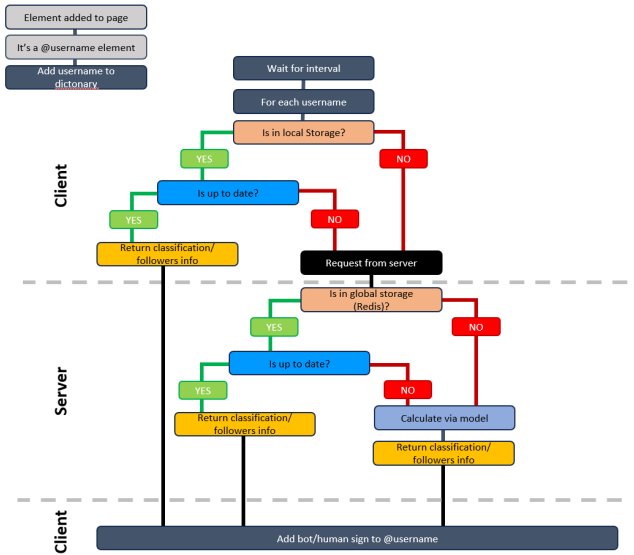 Element added to page
It's a @username element
Add username to
dictonary
Wait for interval
For each username
Is in local Storage?
YES
NO
Client
Is up to date?
YES
NO
Return classification/
followers info
Request from server
Is in global storage
(Redis)?
YES
NO
Server
Is up to date?
YES
NO
Return classification/
followers info
Calculate via model
Return classification/
followers info
Client
Add bot/human sign to @username